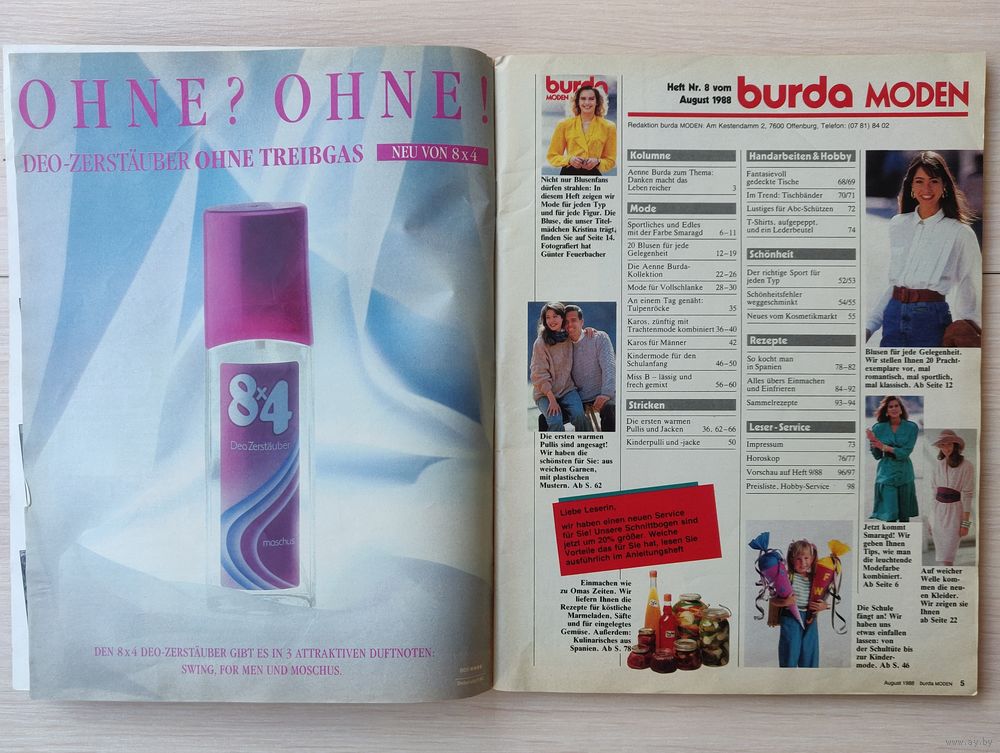 OHNE? OHNE!
DEO-ZERSTÄUBER OHNE TREIBGAS
NEU VON 8x4
8x4
DeoZerstäuber
moschus
DEN 8x4 DEO-ZERSTÄUBER GIBT ES IN 3 ATTRAKTIVEN DUFTNOTEN:
SWING, FOR MEN UND MOSCHUS.
burda
MODEN
Nicht nur Blusenfans
dürfen strahlen: In
diesem Heft zeigen wir
Mode für jeden Typ
und für jede Figur. Die
Bluse, die unser Titel-
mädchen Kristina trägt,
finden Sie auf Seite 14.
Fotografiert hat
Günter Feuerbacher
Die ersten warmen
Pullis sind angesagt!
Wir haben die
schönsten für Sie: aus
weichen Garnen,
mit plastischen
Mustern. Ab S. 62
Heft Nr. 8 vom
August 1988
burda MODEN
Redaktion burda MODEN: Am Kestendamm 2, 7600 Offenburg, Telefon: (07 81) 84 02
Kolumne
Aenne Burda zum Thema:
Danken macht das
Leben reicher 3
Mode
Sportliches und Edles
mit der Farbe Smaragd 6–11
20 Blusen für jede
Gelegenheit 12–19
Die Aenne Burda-
Kollektion 22–26
Mode für Vollschlanke 28–30
An einem Tag genäht:
Tulpenröcke 35
Karos, zünftig mit
Trachtenmode kombiniert 36–40
Karos für Männer 42
Kindermode für den
Schulanfang 46–50
Miss B – lässig und
frech gemixt 56–60
Stricken
Die ersten warmen
Pullis und Jacken 36, 62–66
Kinderpulli und -jacke 50
Handarbeiten & Hobby
Fantasievoll
gedeckte Tische 68/69
Im Trend: Tischbänder 70/71
Lustiges für Abc-Schützen 72
T-Shirts, aufgepeppt,
und ein Lederbeutel 74
Schönheit
Der richtige Sport für
jeden Typ 52/53
Schönheitsfehler
weggeschminkt 54/55
Neues vom Kosmetikmarkt 55
Rezepte
So kocht man
in Spanien 78–82
Alles übers Einmachen
und Einfrieren 84–92
Sammelrezepte 93–94
Leser-Service
Impressum 73
Horoskop 76/77
Vorschau auf Heft 9/88 96/97
Preisliste, Hobby-Service 98
Blusen für jede Gelegenheit.
Wir stellen Ihnen 20 Pracht-
exemplare vor, mal
romantisch, mal sportlich,
mal klassisch. Ab Seite 12
Liebe Leserin,
wir haben einen neuen Service
für Sie! Unsere Schnittbogen sind
jetzt um 20% größer. Welche
Vorteile das für Sie hat, lesen Sie
ausführlich im Anleitungsheft
Einmachen wie
zu Omas Zeiten. Wir
liefern Ihnen die
Rezepte für köstliche
Marmeladen, Säfte
und für eingelegtes
Gemüse. Außerdem:
Kulinarisches aus
Spanien. Ab S. 78
F
W
Jetzt kommt
Smaragd! Wir
geben Ihnen
Tips, wie man
die leuchtende
Modefarbe
kombiniert.
Ab Seite 6
Auf weicher
Welle kom-
men die neu-
en Kleider.
Wir zeigen sie
Ihnen
ab Seite 22
Die Schule
fängt an! Wir
haben uns
etwas einfallen
lassen: von
der Schultüte bis
zur Kinder-
mode. Ab S. 46
August 1988 burda MODEN 5
www.ay.by